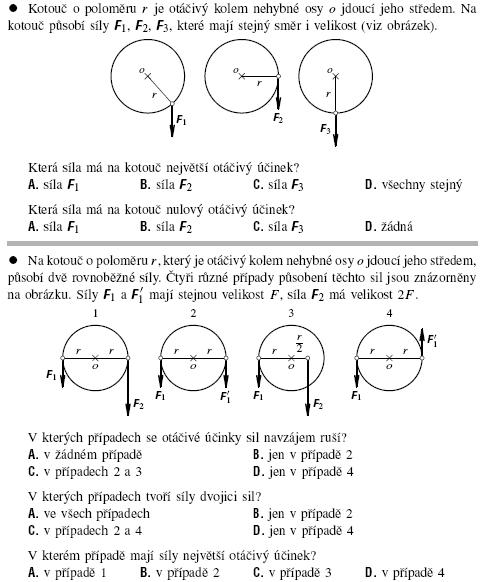 ● Kotouč o poloměru r je otáčivý kolem nehybné osy o jdoucí jeho středem. Na
kotouč působí síly F1, F2, F3, které mají stejný směr i velikost (viz obrázek).
o r F1
o r F2
o r F3
Která síla má na kotouč největší otáčivý účinek?
A. síla F1 B. síla F2 C. síla F3 D. všechny stejný
Která síla má na kotouč nulový otáčivý účinek?
A. síla F1 B. síla F2 C. síla F3 D. žádná
● Na kotouč o poloměru r, který je otáčivý kolem nehybné osy o jdoucí jeho středem,
působí dvě rovnoběžné síly. Čtyři různé případy působení těchto sil jsou znázorněny
na obrázku. Síly F1 a F1′ mají stejnou velikost F, síla F2 má velikost 2F.
1 2 3 4
r r o F1 F2
r r o F1 F1′
r r/2 o F1 F2
r r o F1 F1′
V kterých případech se otáčivé účinky sil navzájem ruší?
A. v žádném případě B. jen v případě 2
C. v případech 2 a 3 D. jen v případě 4
V kterých případech tvoří síly dvojici sil?
A. ve všech případech B. jen v případě 2
C. v případech 2 a 4 D. jen v případě 4
V kterém případě mají síly největší otáčivý účinek?
A. v případě 1 B. v případě 2 C. v případě 3 D. v případě 4